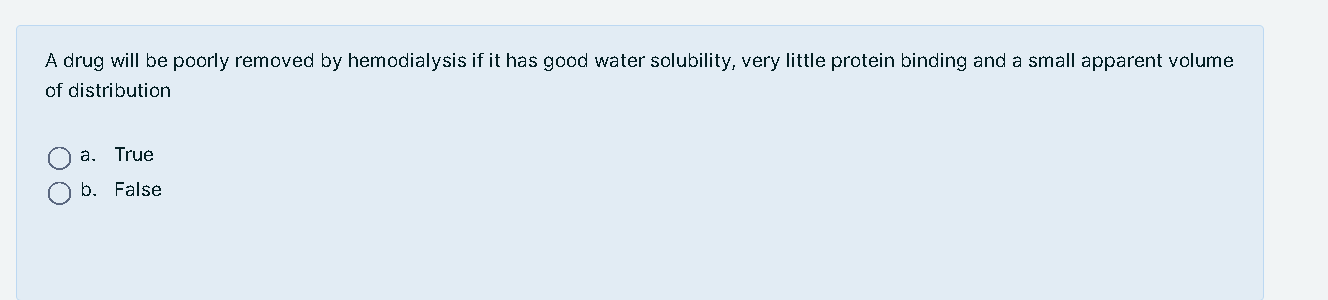 A drug will be poorly removed by hemodialysis if it has good water solubility, very little protein binding and a small apparent volume
of distribution
a. True
b. False